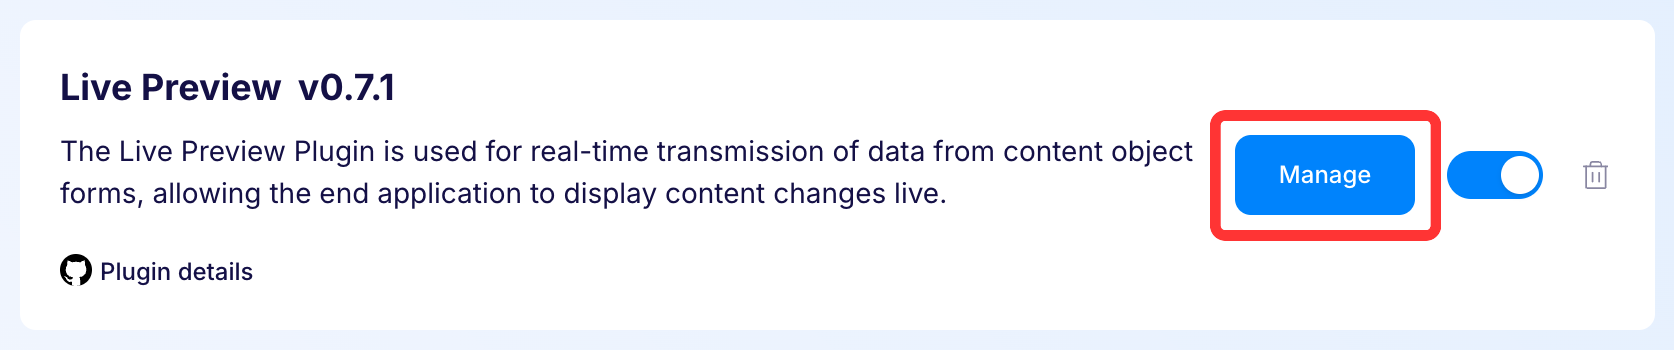 Live Preview v0.7.1
The Live Preview Plugin is used for real-time transmission of data from content object
forms, allowing the end application to display content changes live.
Manage
Plugin details